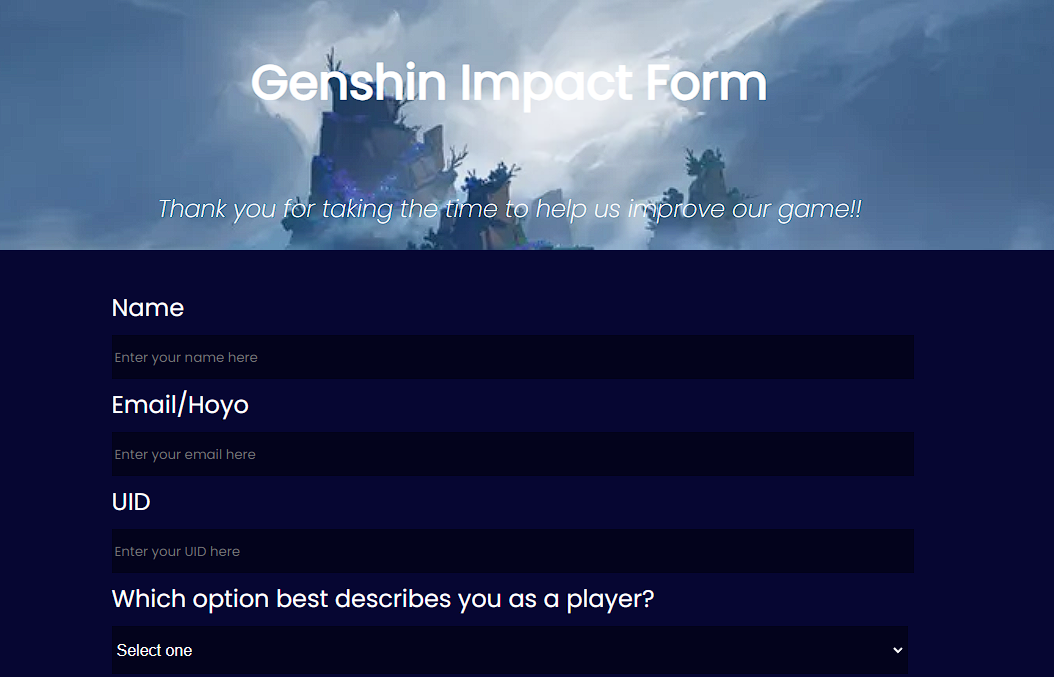 Genshin Impact Form
Thank you for taking the time to help us improve our game!!
Name
Enter your name here
Email/Hoyo
Enter your email here
UID
Enter your UID here
Which option best describes you as a player?
Select one